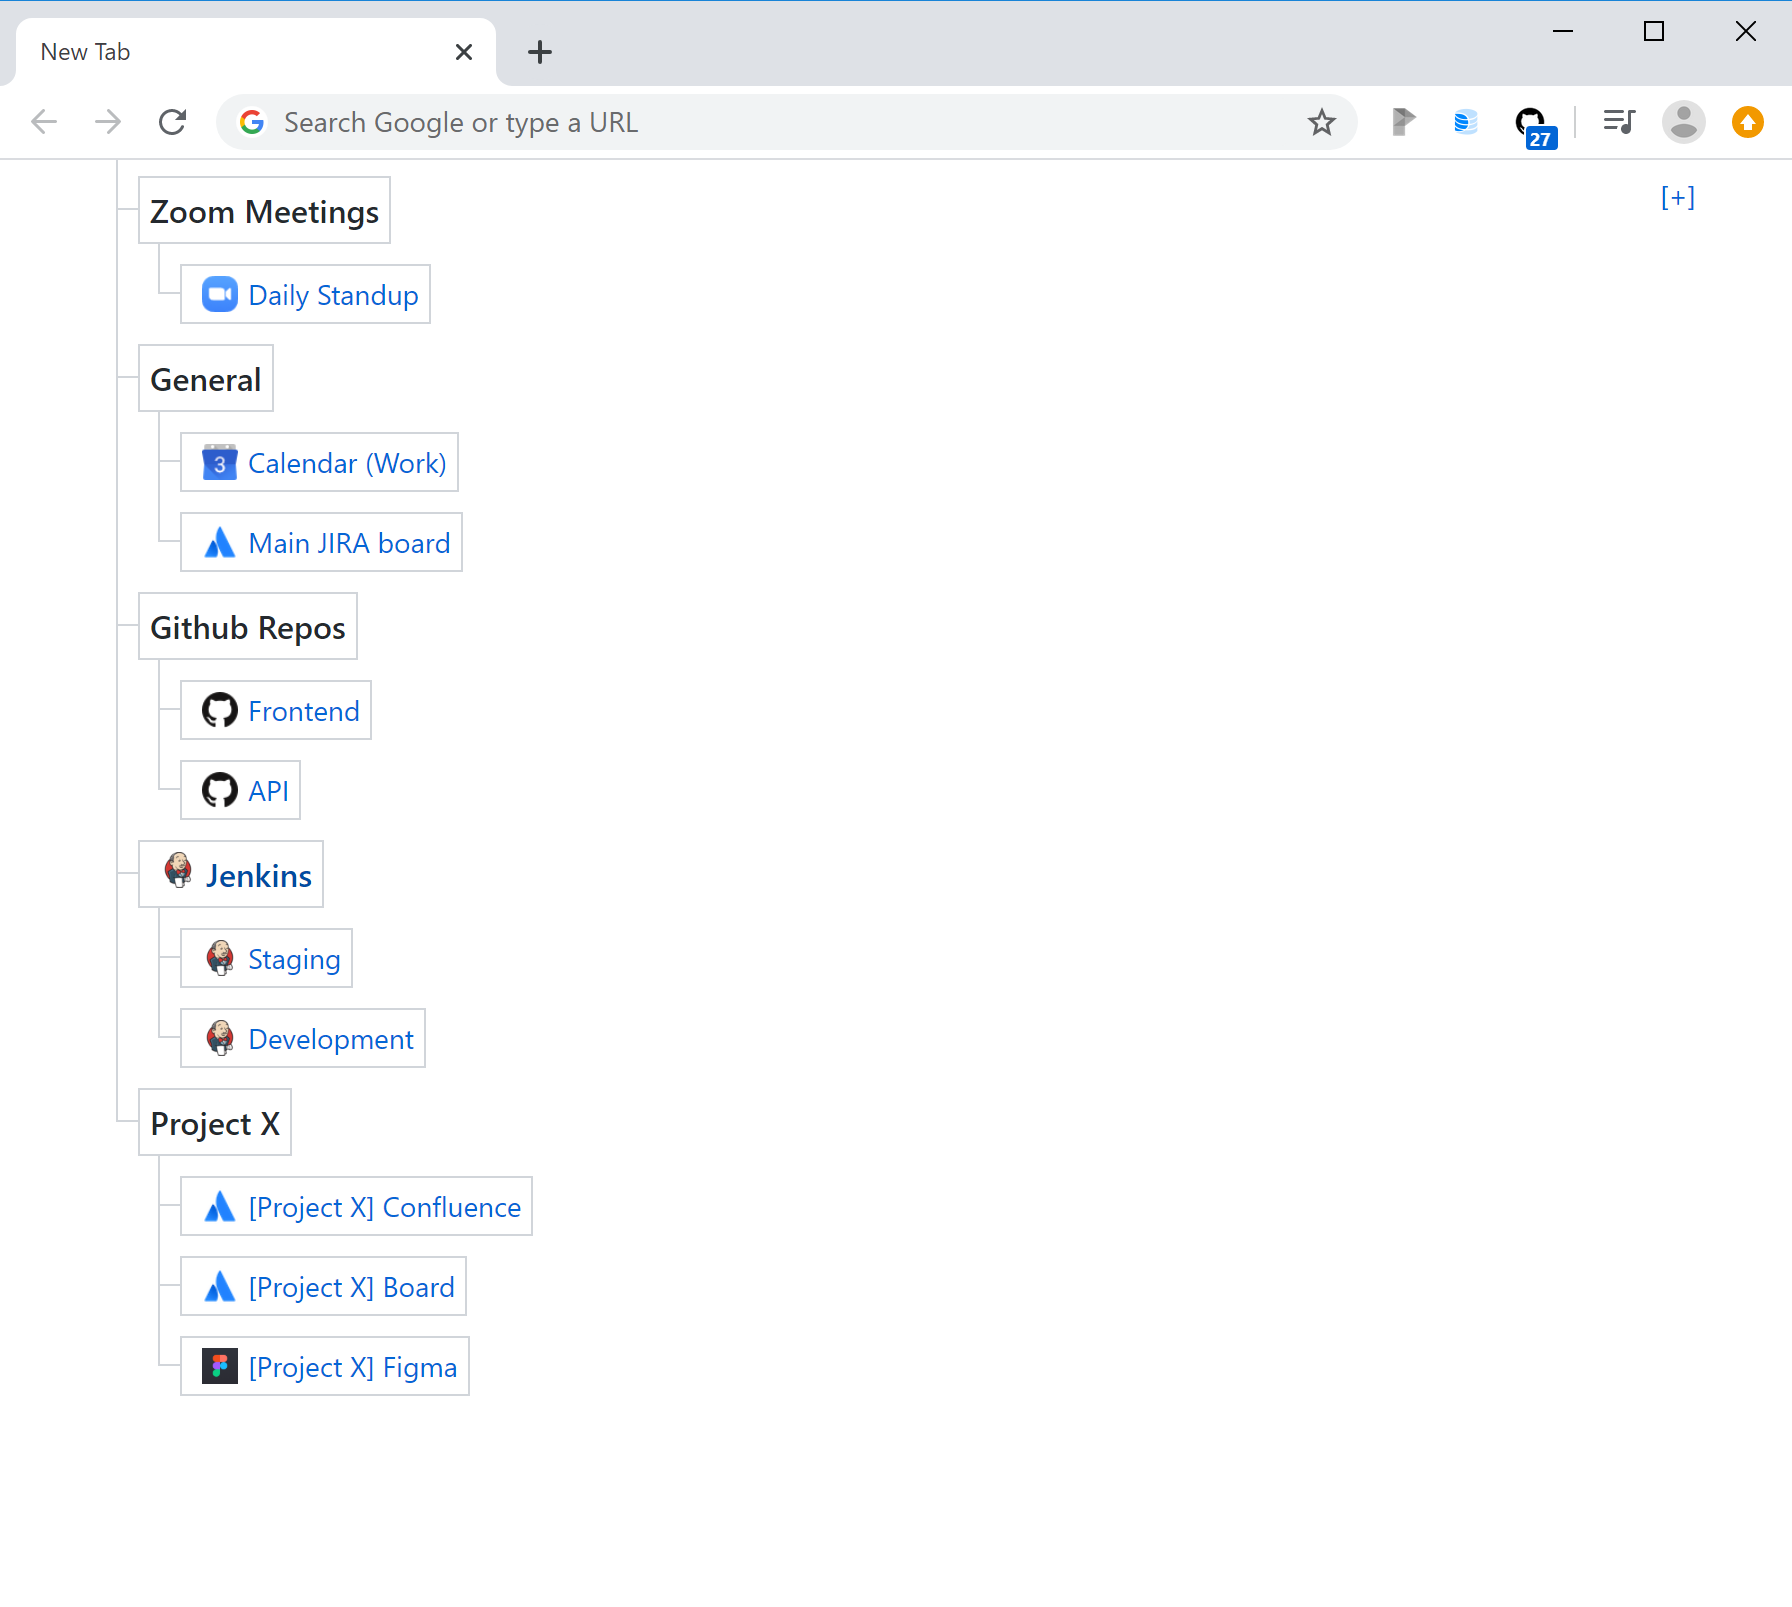 New Tab
Search Google or type a URL
27
[+]
Zoom Meetings
Daily Standup
General
3
Calendar (Work)
Main JIRA board
Github Repos
Frontend
API
Jenkins
Staging
Development
Project X
[Project X] Confluence
[Project X] Board
[Project X] Figma